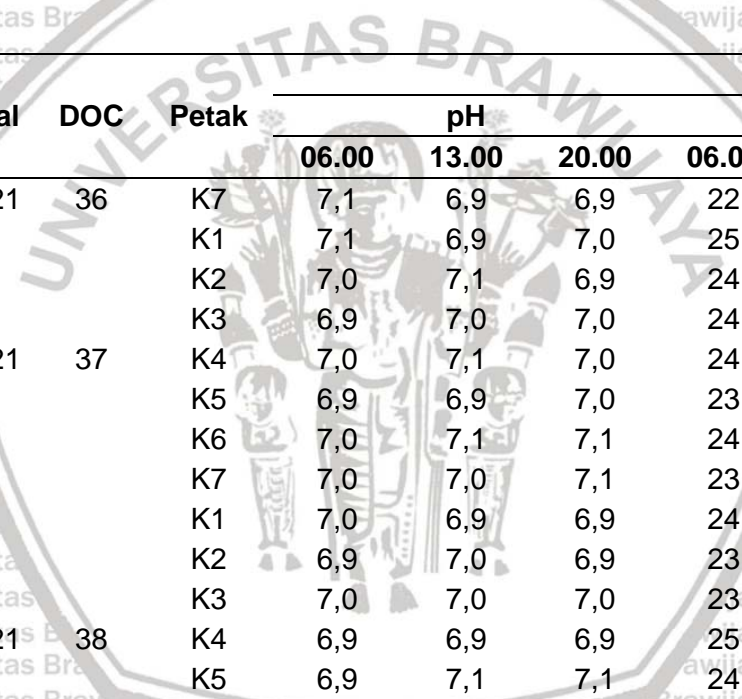 UNIVERSITAS BRAWIJAYA
al DOC Petak pH
06.00 13.00 20.00 06.0
21 36 K7 7,1 6,9 6,9 22
K1 7,1 6,9 7,0 25
K2 7,0 7,1 6,9 24
K3 6,9 7,0 7,0 24
21 37 K4 7,0 7,1 7,0 24
K5 6,9 6,9 7,0 23
K6 7,0 7,1 7,1 24
K7 7,0 7,0 7,1 23
K1 7,0 6,9 6,9 24
K2 6,9 7,0 6,9 23
K3 7,0 7,0 7,0 23
21 38 K4 6,9 6,9 6,9 25
K5 6,9 7,1 7,1 24